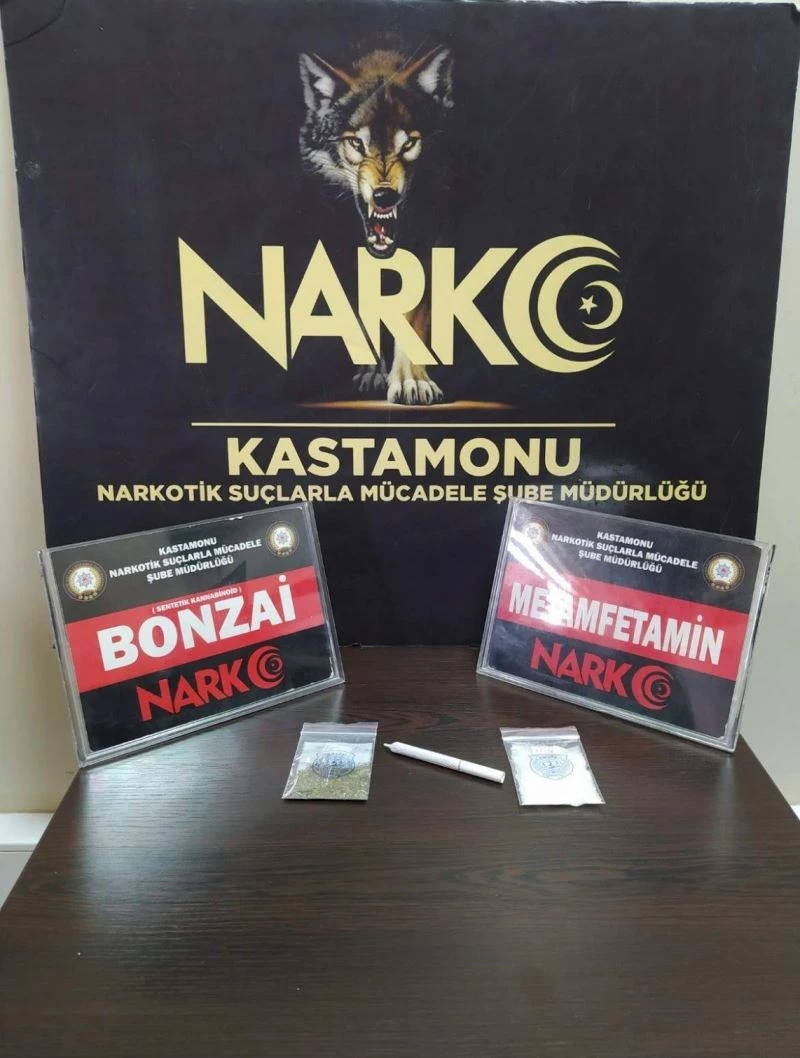 NARKO
KASTAMONU
NARKOTİK SUÇLARLA MÜCADELE ŞUBE MÜDÜRLÜĞÜ
KASTAMONU
NARKOTİK SUÇLARLA MÜCADELE
ŞUBE MÜDÜRLÜĞÜ
( SENTETİK KANNABİNOİD )
BONZAİ
NARKO
KASTAMONU
NARKOTİK SUÇLARLA MÜCADELE
ŞUBE MÜDÜRLÜĞÜ
METAMFETAMİN
NARKO